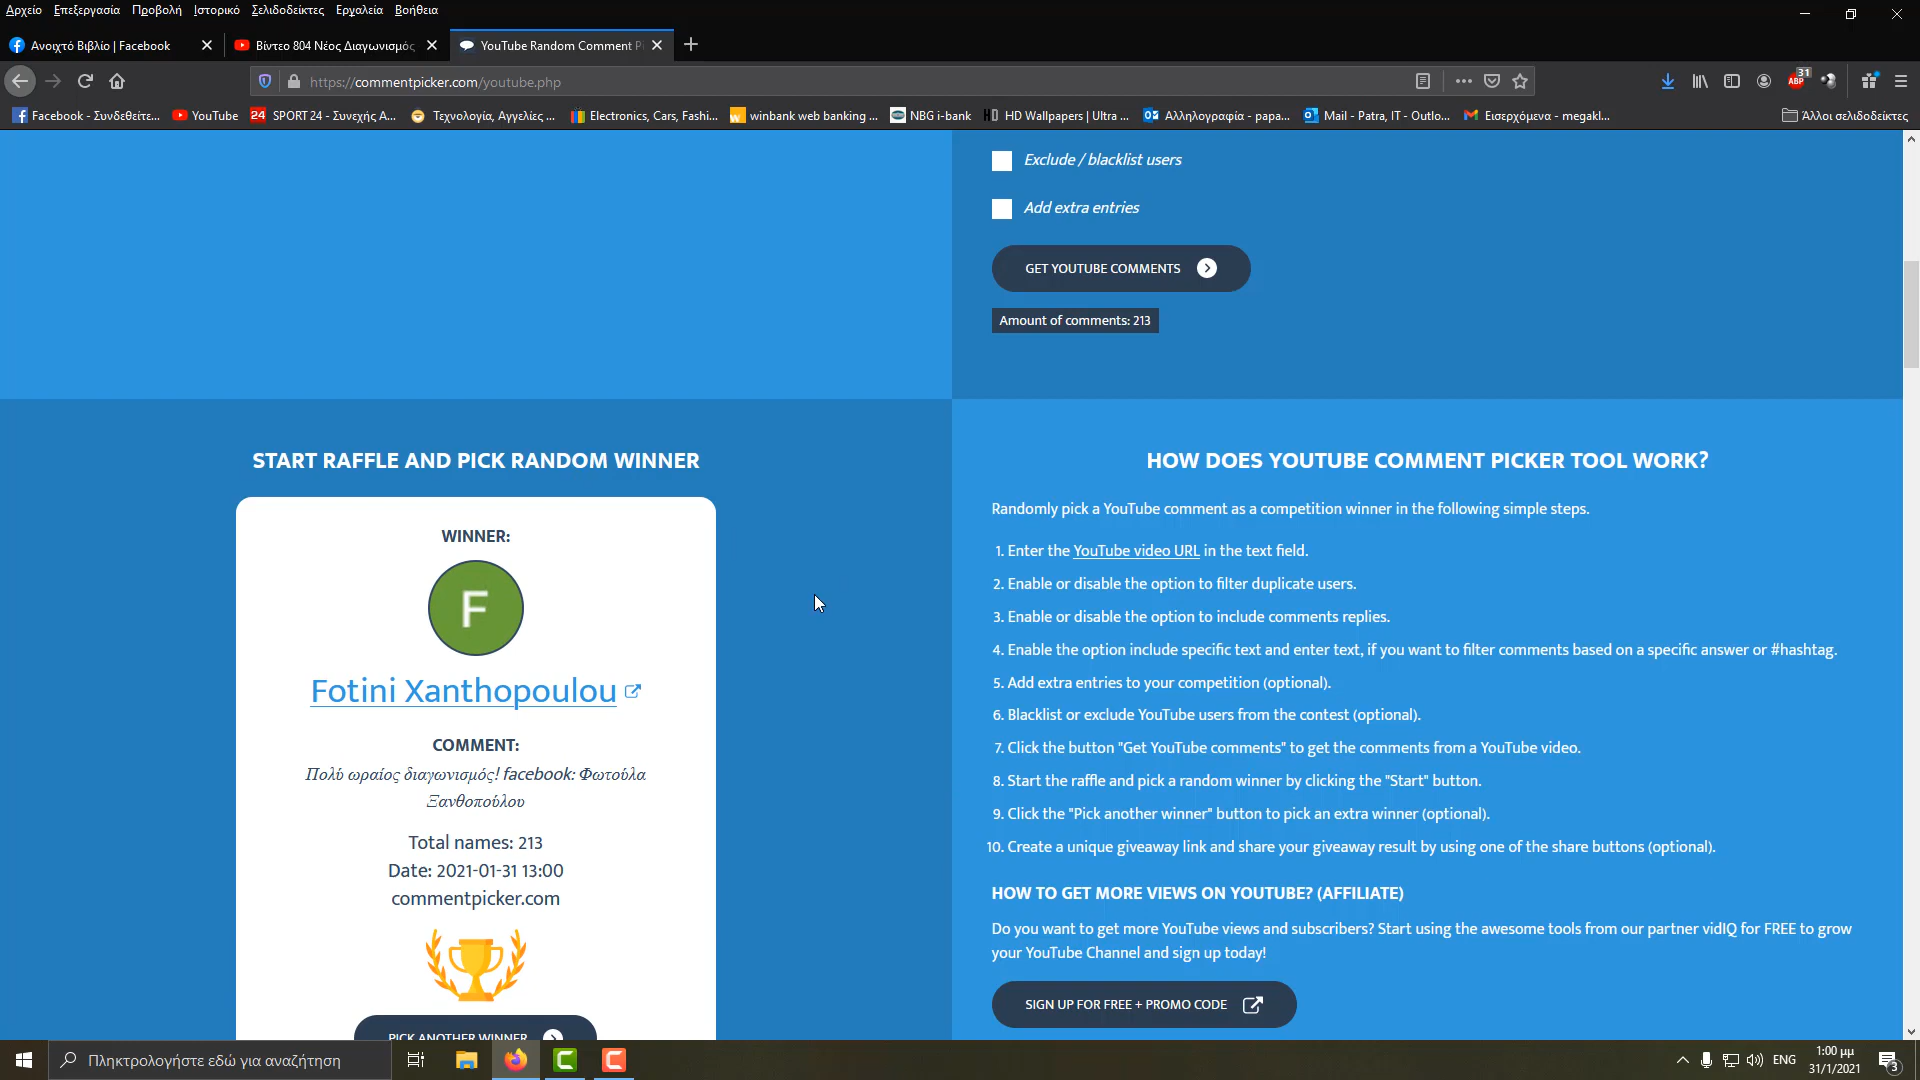 Αρχείο Επεξεργασία Προβολή Ιστορικό Σελιδοδείκτες Εργαλεία Βοήθεια
Ανοιχτό Βιβλίο | Facebook
Βίντεο 804 Νέος Διαγωνισμός
YouTube Random Comment P
https://commentpicker.com/youtube.php
ABP 31
Facebook - Συνδεθείτε...
YouTube
24 SPORT 24 - Συνεχής Α...
Τεχνολογία, Αγγελίες ...
Electronics, Cars, Fashi...
winbank web banking ...
NBG i-bank
HD Wallpapers | Ultra ...
Αλληλογραφία - papa...
Mail - Patra, IT - Outlo...
Εισερχόμενα - megakl...
Άλλοι σελιδοδείκτες
Exclude / blacklist users
Add extra entries
GET YOUTUBE COMMENTS
Amount of comments: 213
START RAFFLE AND PICK RANDOM WINNER
WINNER:
F
Fotini Xanthopoulou
COMMENT:
Πολύ ωραίος διαγωνισμός! facebook: Φωτούλα
Ξανθοπούλου
Total names: 213
Date: 2021-01-31 13:00
commentpicker.com
PICK ANOTHER WINNER
HOW DOES YOUTUBE COMMENT PICKER TOOL WORK?
Randomly pick a YouTube comment as a competition winner in the following simple steps.
1. Enter the YouTube video URL in the text field.
2. Enable or disable the option to filter duplicate users.
3. Enable or disable the option to include comments replies.
4. Enable the option include specific text and enter text, if you want to filter comments based on a specific answer or #hashtag.
5. Add extra entries to your competition (optional).
6. Blacklist or exclude YouTube users from the contest (optional).
7. Click the button "Get YouTube comments" to get the comments from a YouTube video.
8. Start the raffle and pick a random winner by clicking the "Start" button.
9. Click the "Pick another winner" button to pick an extra winner (optional).
10. Create a unique giveaway link and share your giveaway result by using one of the share buttons (optional).
HOW TO GET MORE VIEWS ON YOUTUBE? (AFFILIATE)
Do you want to get more YouTube views and subscribers? Start using the awesome tools from our partner vidIQ for FREE to grow
your YouTube Channel and sign up today!
SIGN UP FOR FREE + PROMO CODE
Πληκτρολογήστε εδώ για αναζήτηση
ENG
1:00 μμ
31/1/2021
3